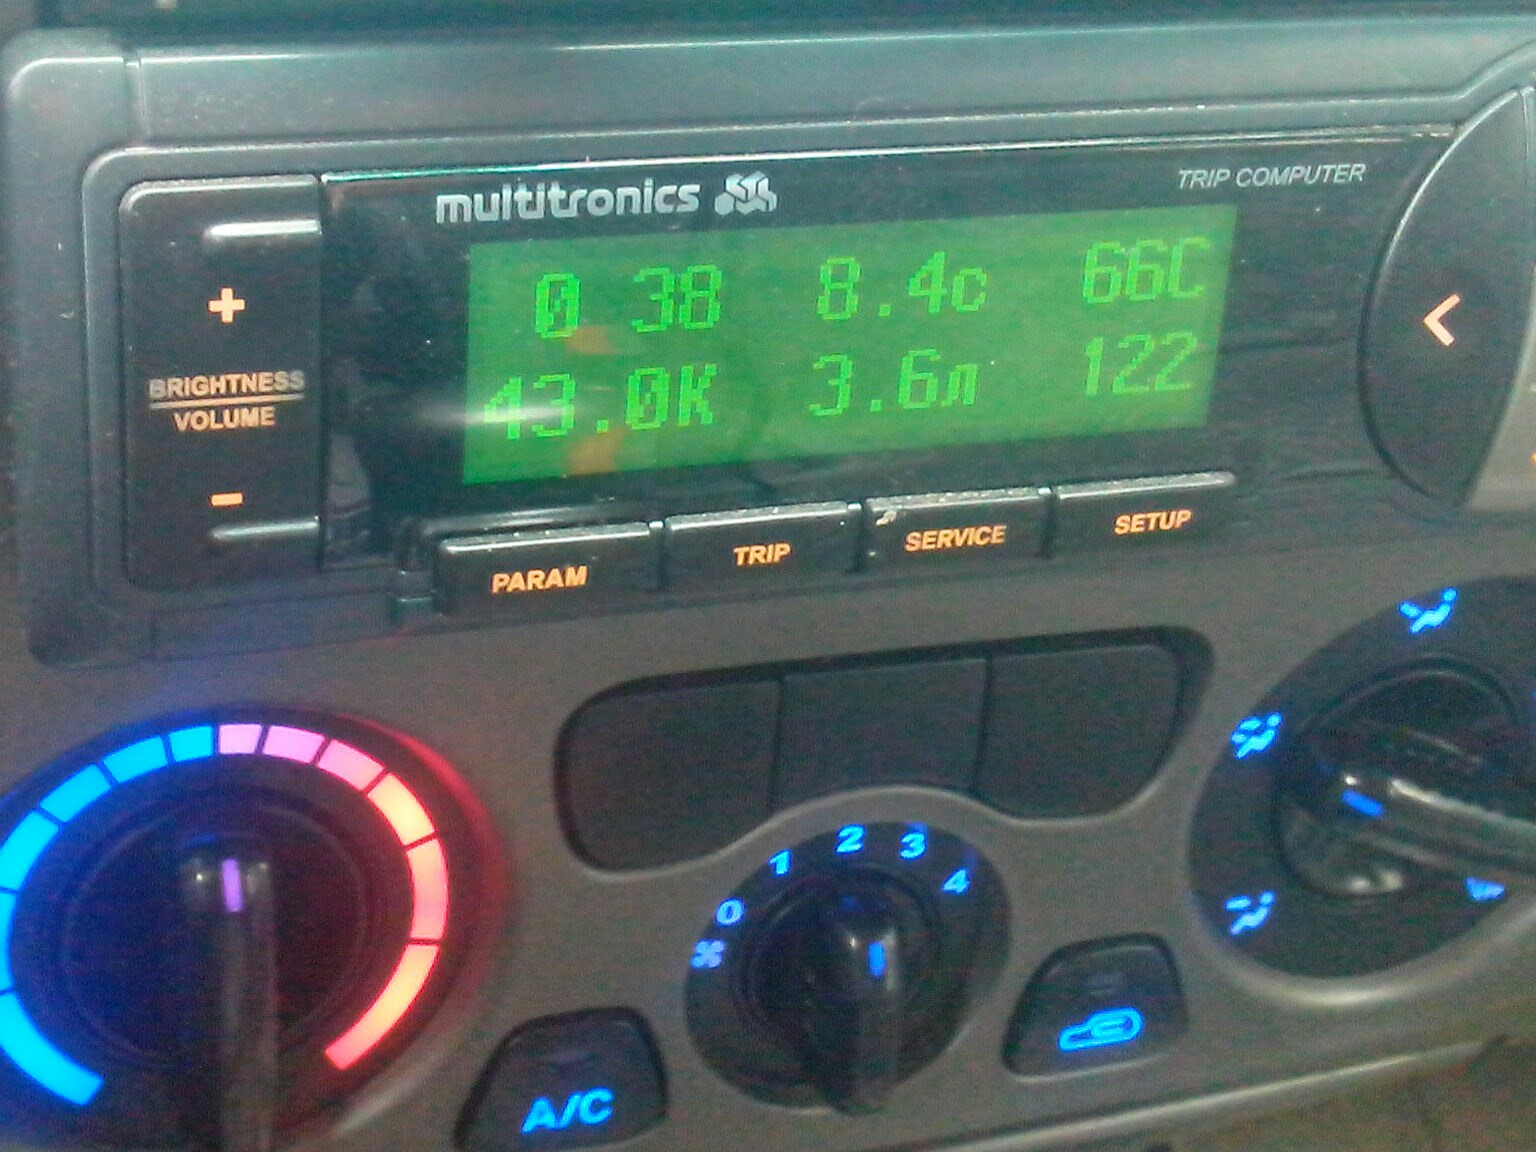 multitronics
TRIP COMPUTER
0 38 8.4c 66C
43.0К 3.6л 122
+
BRIGHTNESS
VOLUME
-
<
PARAM TRIP SERVICE SETUP
0 1 2 3 4
A/C